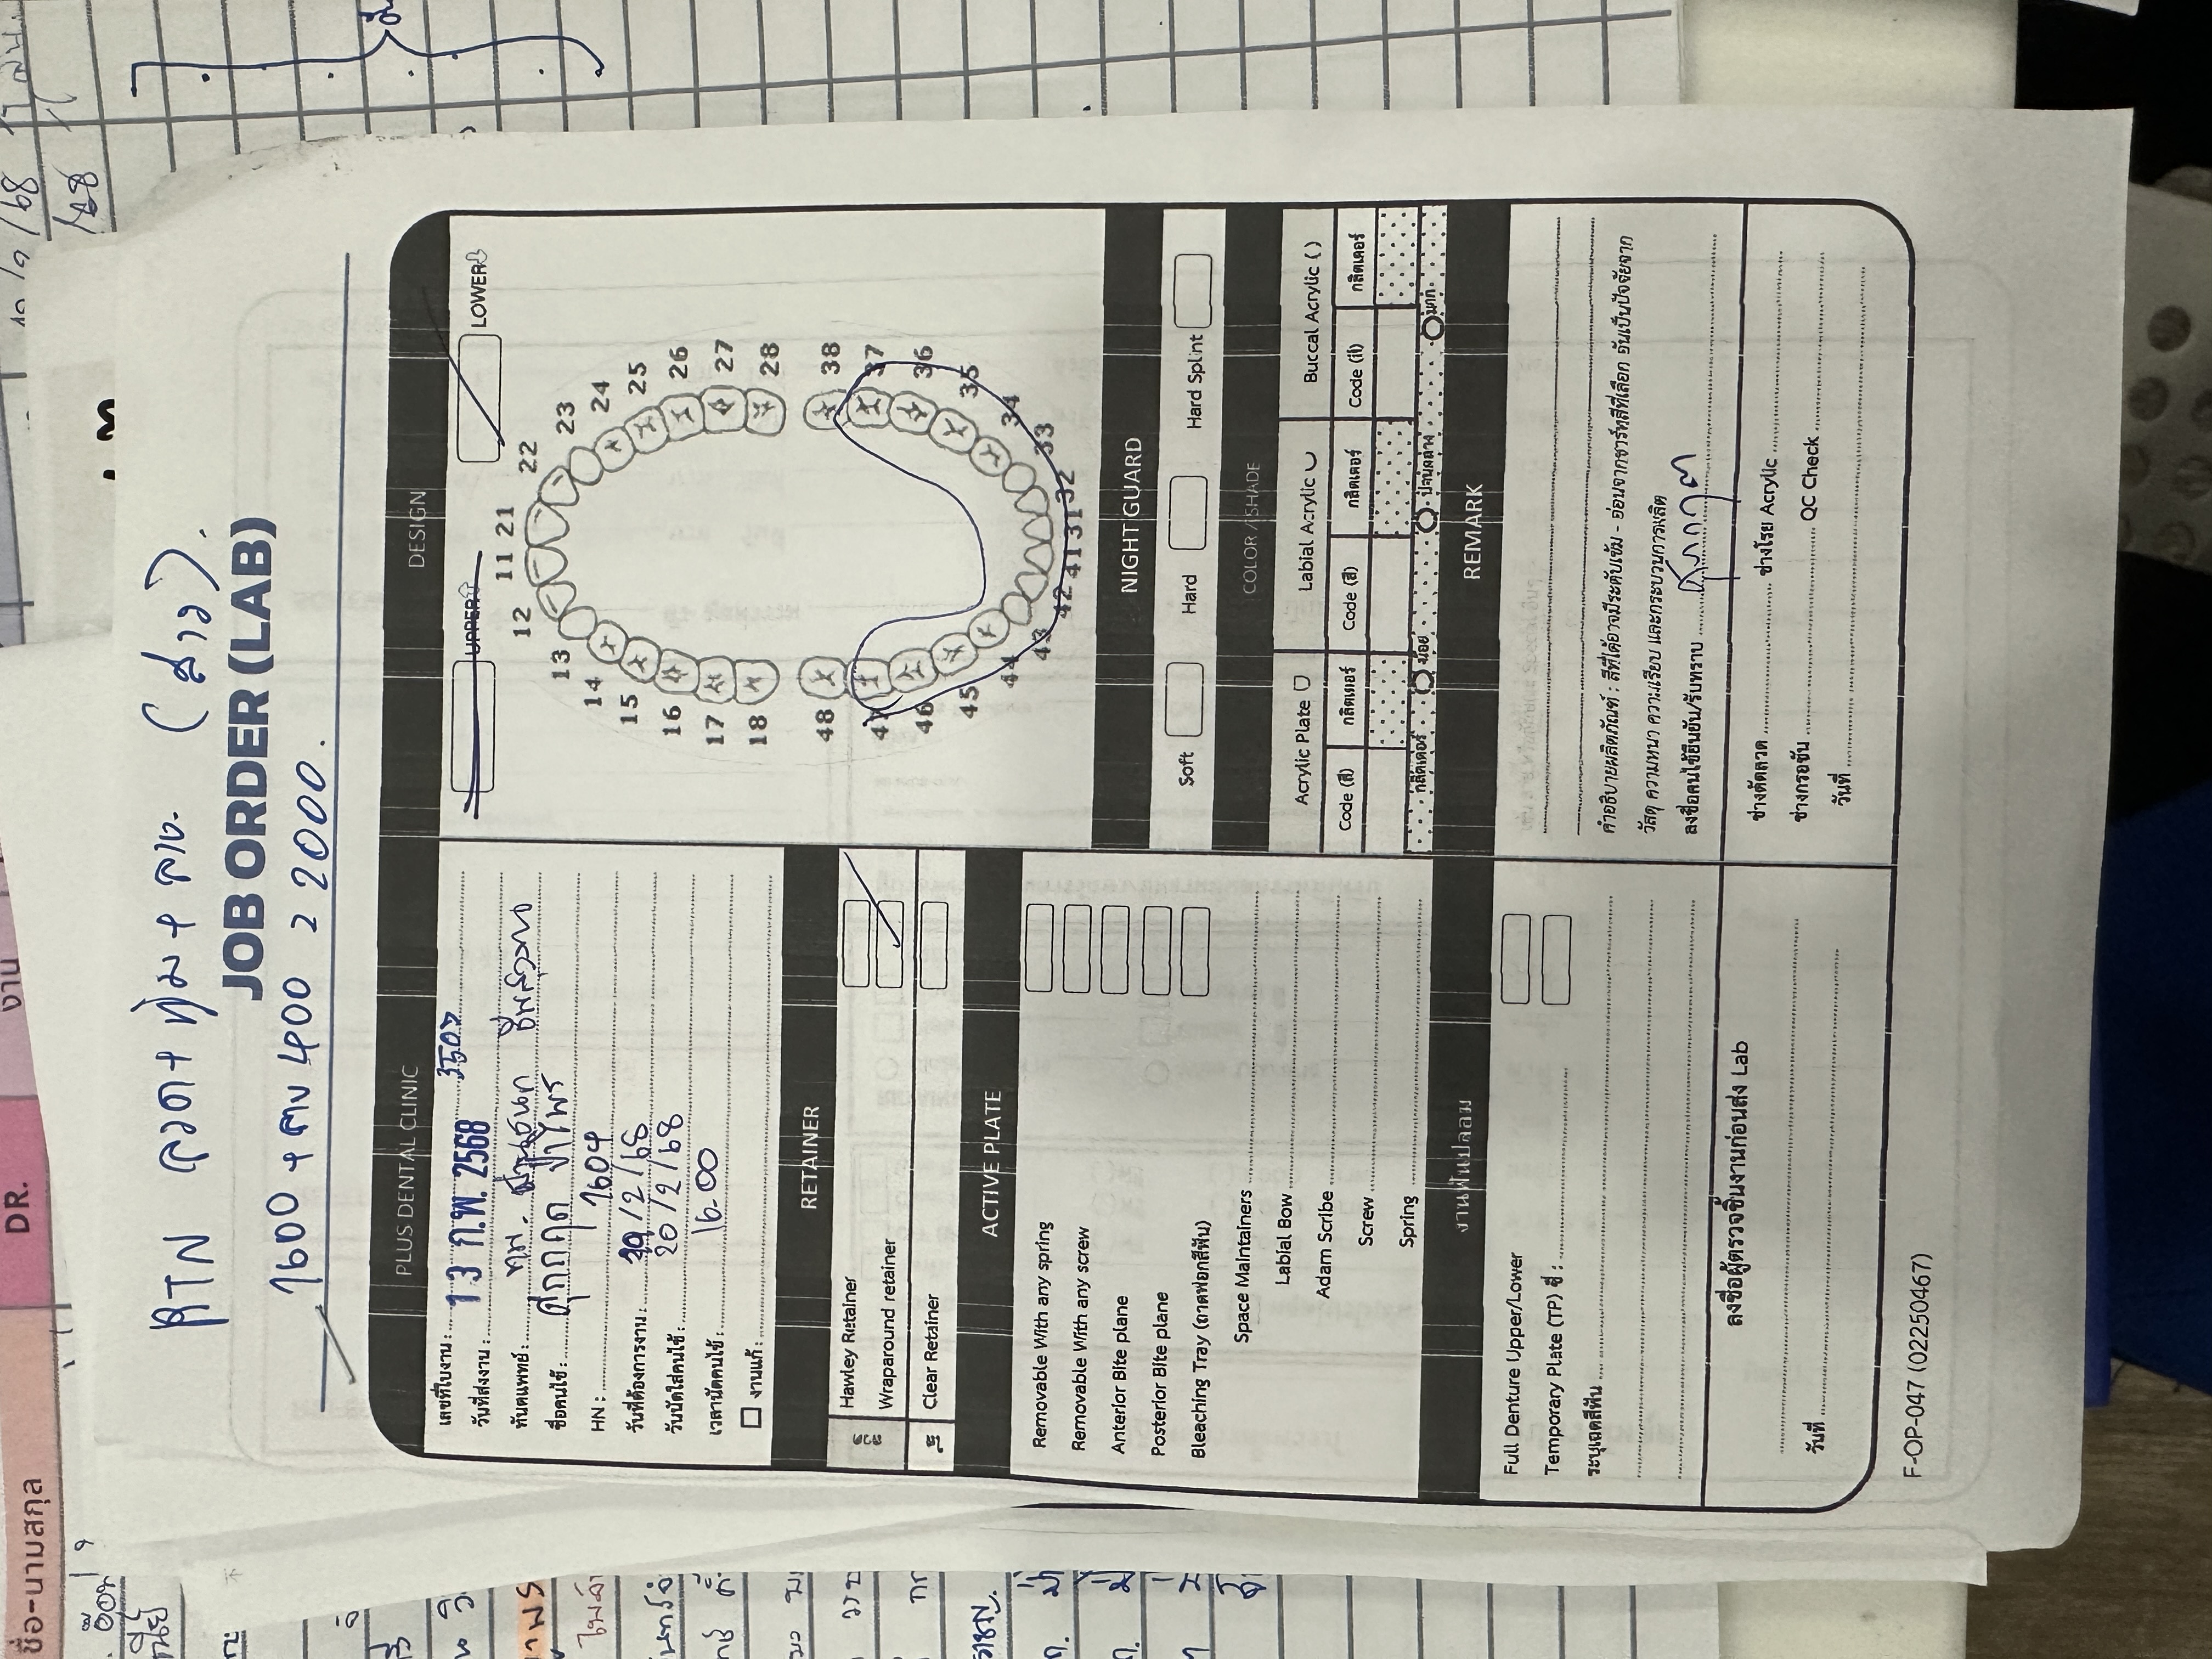 ชื่อ-นามสกุล
DR.
งาน
/68
RTN ลวด+ทุ้ม+ลาง. (ล่าง).
JOB ORDER (LAB)
1600 + 400 = 2000.
PLUS DENTAL CLINIC
เลขที่ใบงาน :
วันที่ส่งงาน : 13 ก.พ. 2568
ทันตแพทย์ : ทพ.
ชื่อคนไข้ : ศุภกฤต ป่าไพร
HN : 1604
วันที่ต้องการงาน : 19/2/68
วันนัดใส่คนไข้ : 20/2/68
เวลานัดคนไข้ : 16.00
งานแก้ :
RETAINER
ลวด
Hawley Retainer
Wraparound retainer
ใส
Clear Retainer
ACTIVE PLATE
Removable With any spring
Removable With any screw
Anterior Bite plane
Posterior Bite plane
Bleaching Tray (ถาดฟอกสีฟัน)
Space Maintainers
Labial Bow
Adam Scribe
Screw
Spring
งานฟันปลอม
Full Denture Upper/Lower
Temporary Plate (TP) ซี่ :
ระบุเฉดสีฟัน
ลงชื่อผู้ตรวจชิ้นงานก่อนส่ง Lab
วันที่
DESIGN
UPPER
LOWER
11 21
12 22
13 23
14 24
15 25
16 26
17 27
18 28
48 38
47 37
46 36
45 35
44 34
43 33
42 41 31 32
NIGHT GUARD
Soft Hard Hard Splint
COLOR / SHADE
Acrylic Plate Labial Acrylic Buccal Acrylic ( )
Code (สี) กลิตเตอร์ Code (สี) กลิตเตอร์ Code (สี) กลิตเตอร์
กลิตเตอร์ น้อย ปานกลาง มาก
REMARK
คำอธิบายผลิตภัณฑ์ : สีที่ได้อาจมีระดับเข้ม - อ่อนจากชาร์ทสีที่เลือก อันเป็นปัจจัยจาก
วัสดุ ความหนา ความเรียบ และกระบวนการผลิต
ลงชื่อคนไข้ยืนยัน/รับทราบ ศุภกฤต
ช่างดัดลวด ช่างโรย Acrylic
ช่างกรอขัน QC Check
วันที่
F-OP-047 (02250467)